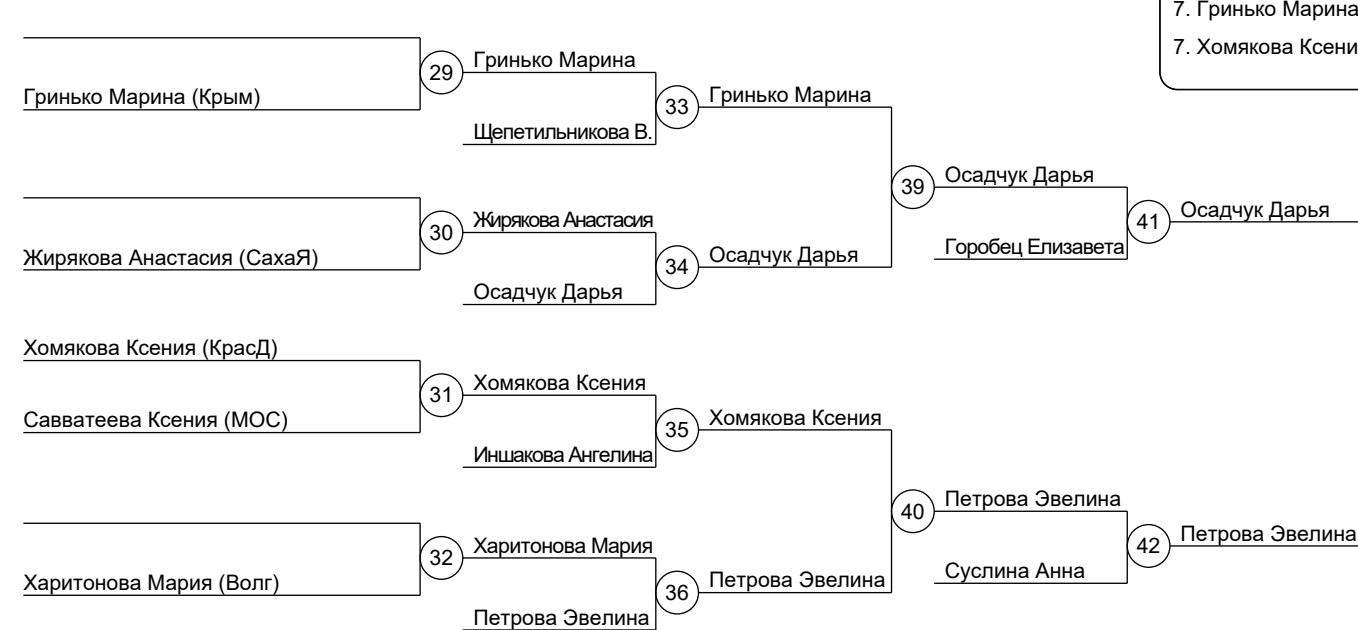 7. Гринько Марина
7. Хомякова Ксени
29
Гринько Марина
Гринько Марина (Крым)
33
Гринько Марина
Щепетильникова В.
39
Осадчук Дарья
30
Жирякова Анастасия
41
Осадчук Дарья
Жирякова Анастасия (СахаЯ)
34
Осадчук Дарья
Горобец Елизавета
Осадчук Дарья
Хомякова Ксения (КрасД)
31
Хомякова Ксения
Савватеева Ксения (МОС)
35
Хомякова Ксения
Иншакова Ангелина
40
Петрова Эвелина
32
Харитонова Мария
42
Петрова Эвелина
Харитонова Мария (Волг)
36
Петрова Эвелина
Суслина Анна
Петрова Эвелина